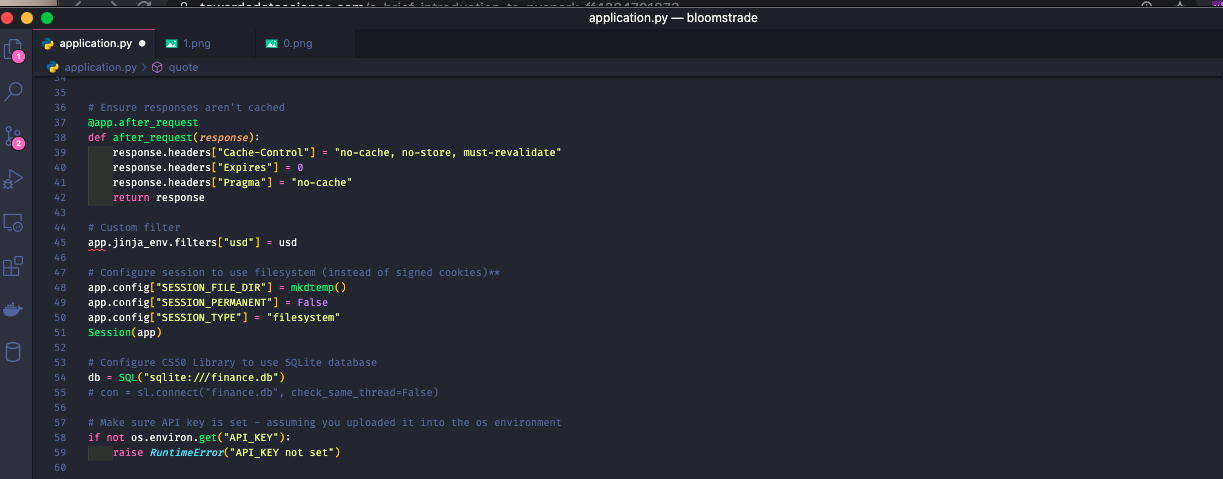 application.py — bloomstrade
application.py
1.png
0.png
application.py > quote
1
2
34
35
36 # Ensure responses aren't cached
37 @app.after_request
38 def after_request(response):
39 response.headers["Cache-Control"] = "no-cache, no-store, must-revalidate"
40 response.headers["Expires"] = 0
41 response.headers["Pragma"] = "no-cache"
42 return response
43
44 # Custom filter
45 app.jinja_env.filters["usd"] = usd
46
47 # Configure session to use filesystem (instead of signed cookies)**
48 app.config["SESSION_FILE_DIR"] = mkdtemp()
49 app.config["SESSION_PERMANENT"] = False
50 app.config["SESSION_TYPE"] = "filesystem"
51 Session(app)
52
53 # Configure CS50 Library to use SQLite database
54 db = SQL("sqlite:///finance.db")
55 # con = sl.connect("finance.db", check_same_thread=False)
56
57 # Make sure API key is set - assuming you uploaded it into the os environment
58 if not os.environ.get("API_KEY"):
59 raise RuntimeError("API_KEY not set")
60